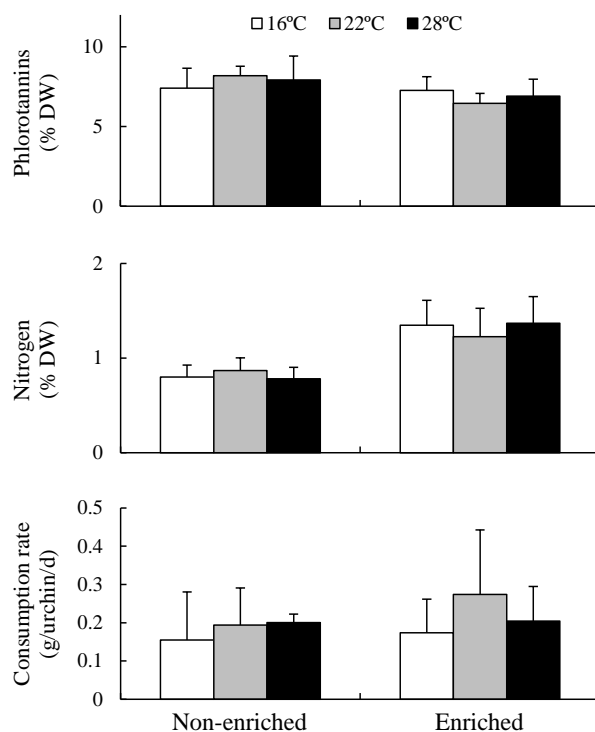 16ºC 22ºC 28ºC
Phlorotannins
(% DW)
10
5
0
Nitrogen
(% DW)
2
1
0
Consumption rate
(g/urchin/d)
0.5
0.4
0.3
0.2
0.1
0
Non-enriched Enriched